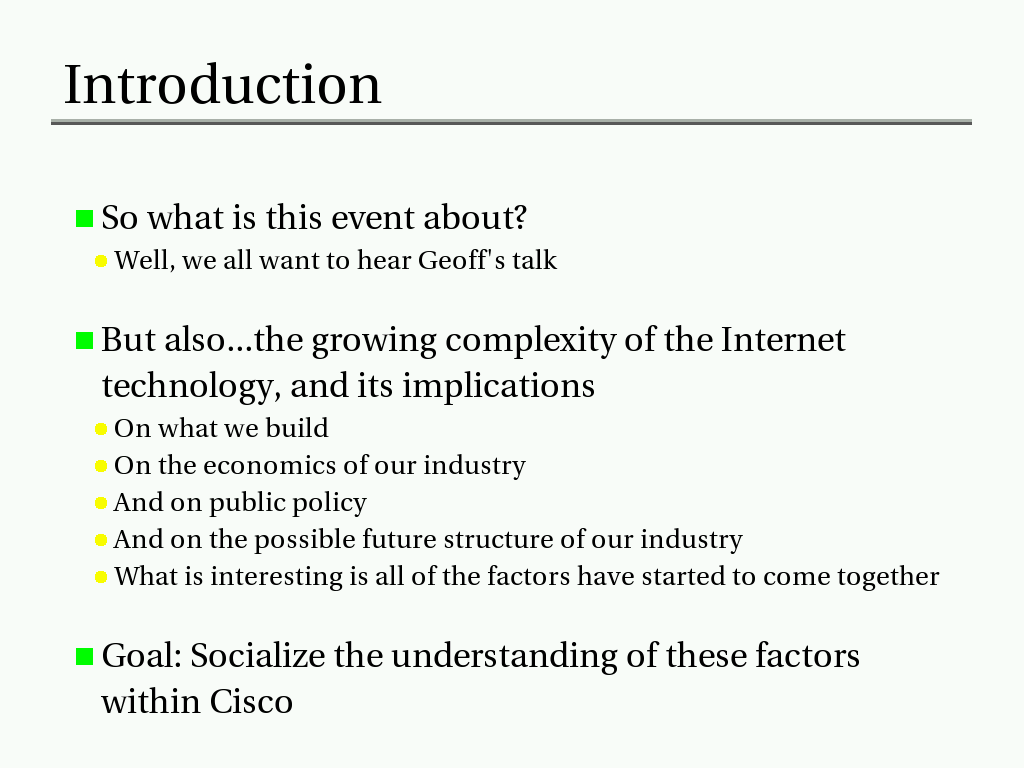 Introduction
So what is this event about?
Well, we all want to hear Geoff's talk
But also...the growing complexity of the Internet
technology, and its implications
On what we build
On the economics of our industry
And on public policy
And on the possible future structure of our industry
What is interesting is all of the factors have started to come together
Goal: Socialize the understanding of these factors
within Cisco